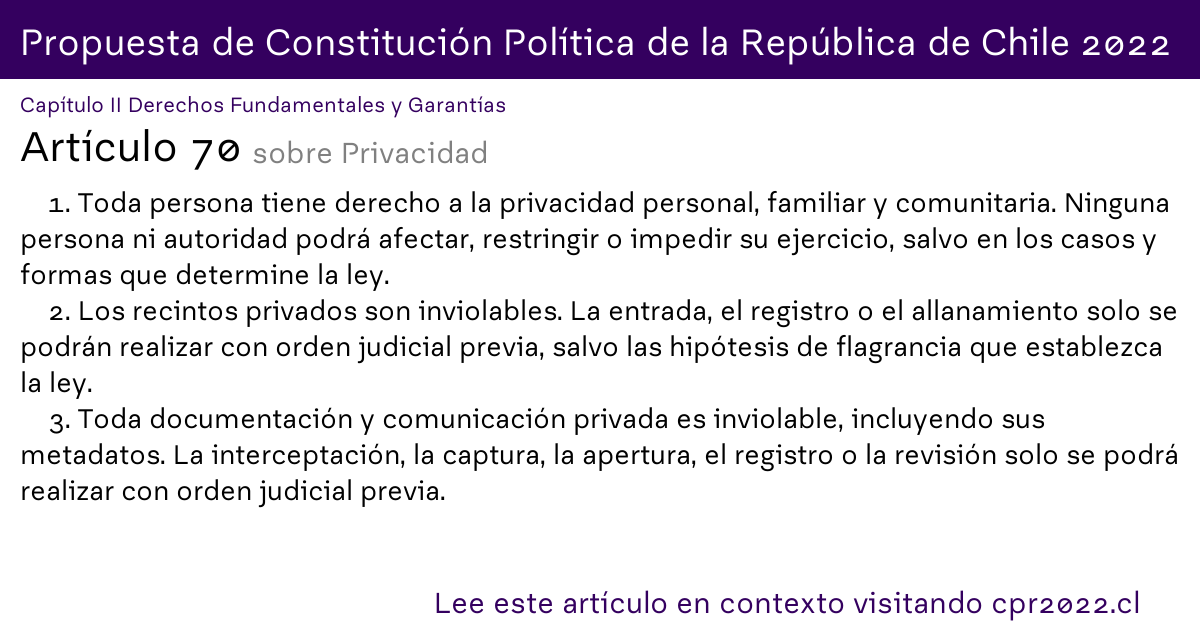 Propuesta de Constitución Política de la República de Chile 2022
Capítulo II Derechos Fundamentales y Garantías
Artículo 70 sobre Privacidad
1. Toda persona tiene derecho a la privacidad personal, familiar y comunitaria. Ninguna
persona ni autoridad podrá afectar, restringir o impedir su ejercicio, salvo en los casos y
formas que determine la ley.
2. Los recintos privados son inviolables. La entrada, el registro o el allanamiento solo se
podrán realizar con orden judicial previa, salvo las hipótesis de flagrancia que establezca
la ley.
3. Toda documentación y comunicación privada es inviolable, incluyendo sus
metadatos. La interceptación, la captura, la apertura, el registro o la revisión solo se podrá
realizar con orden judicial previa.
Lee este artículo en contexto visitando cpr2022.cl